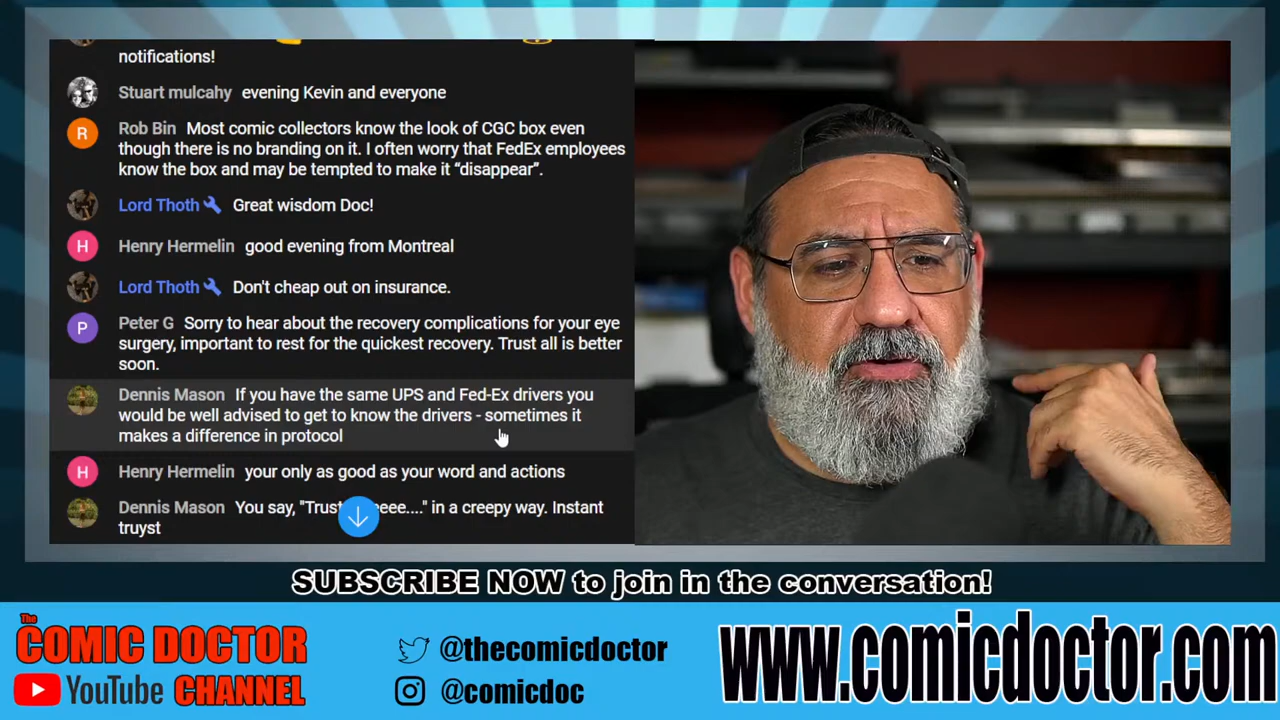 notifications!
Stuart mulcahy evening Kevin and everyone
R
Rob Bin Most comic collectors know the look of CGC box even
though there is no branding on it. I often worry that FedEx employees
know the box and may be tempted to make it “disappear”.
Lord Thoth Great wisdom Doc!
H
Henry Hermelin good evening from Montreal
Lord Thoth Don't cheap out on insurance.
P
Peter G Sorry to hear about the recovery complications for your eye
surgery, important to rest for the quickest recovery. Trust all is better
soon.
Dennis Mason If you have the same UPS and Fed-Ex drivers you
would be well advised to get to know the drivers - sometimes it
makes a difference in protocol
H
Henry Hermelin your only as good as your word and actions
Dennis Mason You say, "Trust eeee...." in a creepy way. Instant
truyst
SUBSCRIBE NOW to join in the conversation!
The
COMIC DOCTOR
YouTube CHANNEL
@thecomicdoctor
@comicdoc
www.comicdoctor.com